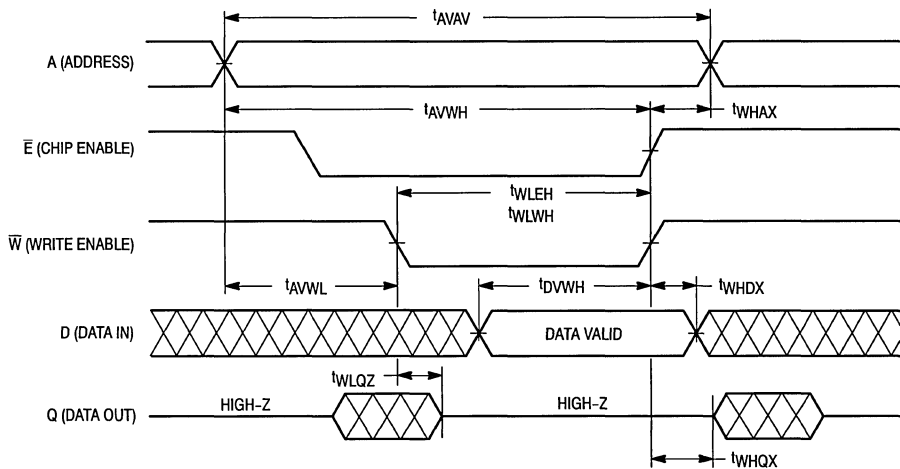 tAVAV
A (ADDRESS)
tAVWH
tWHAX
E̅ (CHIP ENABLE)
tWLEH
tWLWH
W̅ (WRITE ENABLE)
tAVWL
tDVWH
tWHDX
D (DATA IN)
DATA VALID
tWLQZ
HIGH-Z
HIGH-Z
Q (DATA OUT)
tWHQX